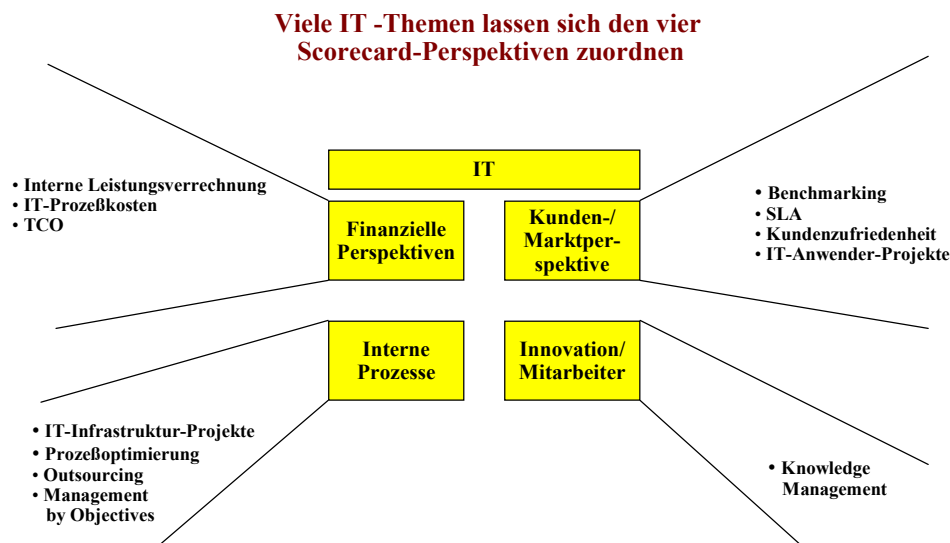 Viele IT -Themen lassen sich den vier
Scorecard-Perspektiven zuordnen
IT
• Interne Leistungsverrechnung
• IT-Prozeßkosten
• TCO
Finanzielle
Perspektiven
Kunden-/
Marktper-
spektive
• Benchmarking
• SLA
• Kundenzufriedenheit
• IT-Anwender-Projekte
Interne
Prozesse
Innovation/
Mitarbeiter
• IT-Infrastruktur-Projekte
• Prozeßoptimierung
• Outsourcing
• Management
by Objectives
• Knowledge
Management